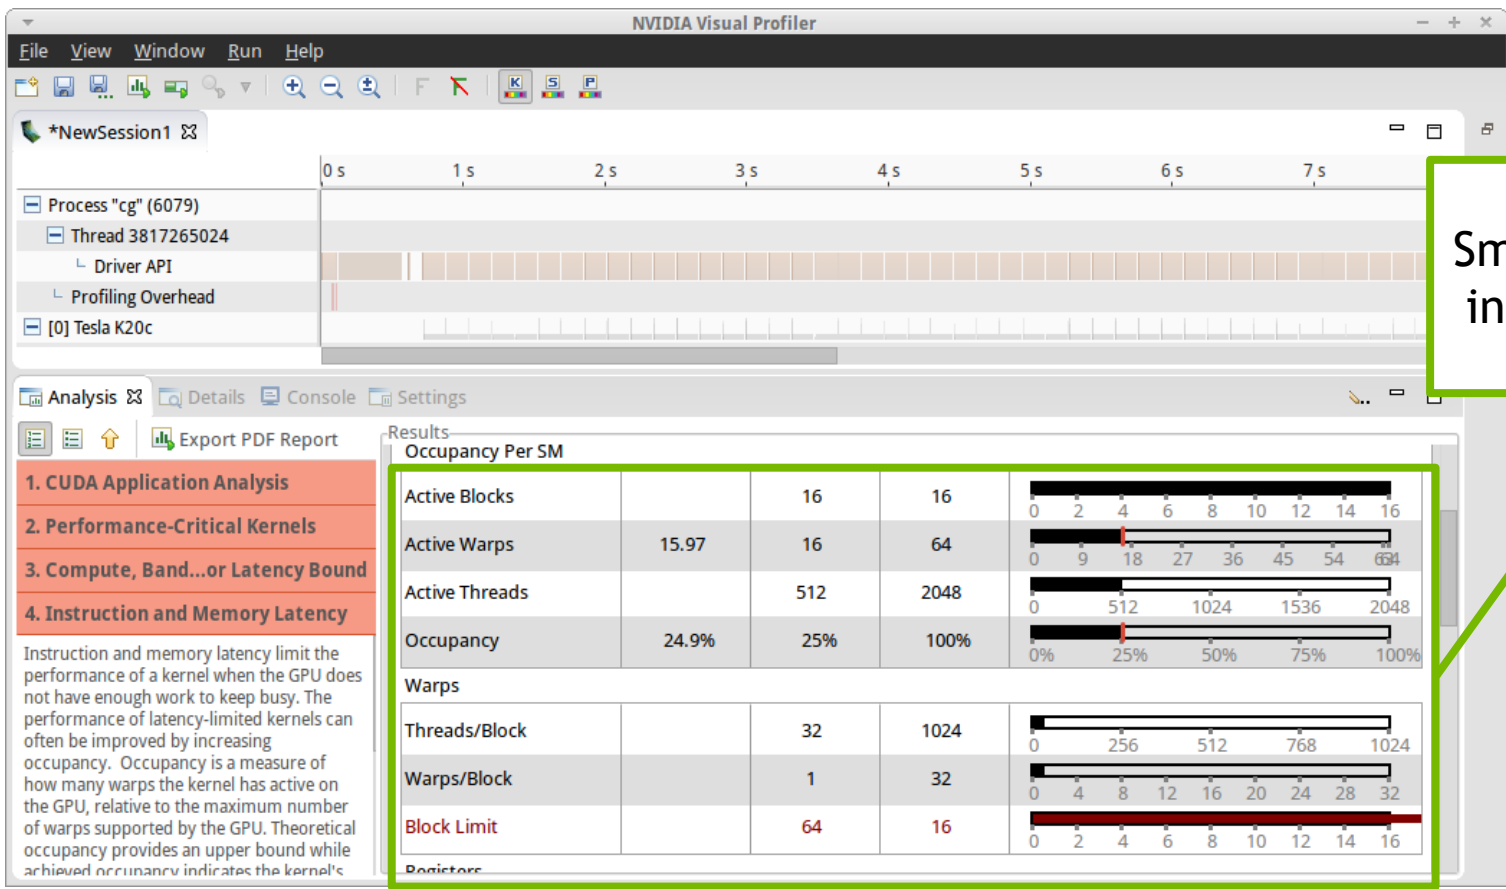 NVIDIA Visual Profiler
File View Window Run Help
F F K S P
*NewSession1
0 s 1 s 2 s 3 s 4 s 5 s 6 s 7 s
Process "cg" (6079)
Thread 3817265024
Driver API
Profiling Overhead
[0] Tesla K20c
Sm
in
Analysis Details Console Settings
Export PDF Report
1. CUDA Application Analysis
2. Performance-Critical Kernels
3. Compute, Band...or Latency Bound
4. Instruction and Memory Latency
Instruction and memory latency limit the
performance of a kernel when the GPU does
not have enough work to keep busy. The
performance of latency-limited kernels can
often be improved by increasing
occupancy. Occupancy is a measure of
how many warps the kernel has active on
the GPU, relative to the maximum number
of warps supported by the GPU. Theoretical
occupancy provides an upper bound while
achieved occupancy indicates the kernel's
Results
Occupancy Per SM
Active Blocks 16 16
0 2 4 6 8 10 12 14 16
Active Warps 15.97 16 64
0 9 18 27 36 45 54 63 64
Active Threads 512 2048
0 512 1024 1536 2048
Occupancy 24.9% 25% 100%
0% 25% 50% 75% 100%
Warps
Threads/Block 32 1024
0 256 512 768 1024
Warps/Block 1 32
0 4 8 12 16 20 24 28 32
Block Limit 64 16
0 2 4 6 8 10 12 14 16
Registers